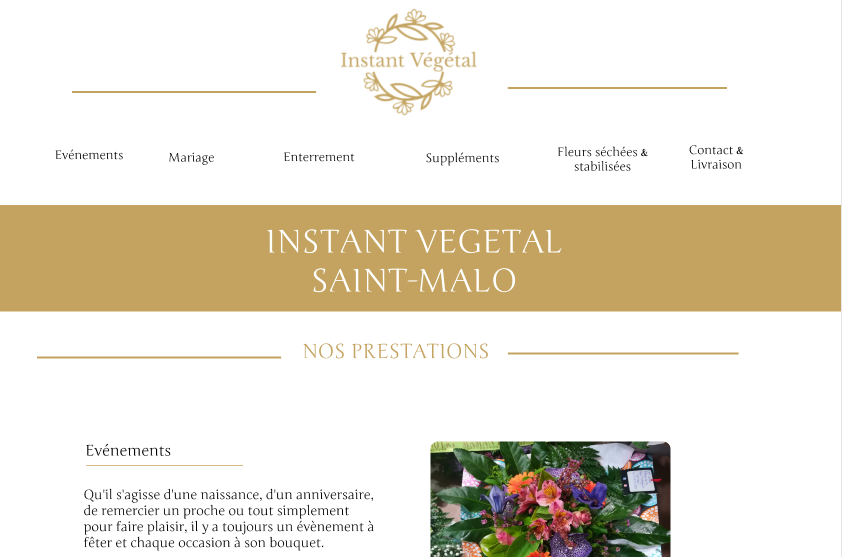 Instant Végétal
Evénements
Mariage
Enterrement
Suppléments
Fleurs séchées &
stabilisées
Contact &
Livraison
INSTANT VEGETAL
SAINT-MALO
NOS PRESTATIONS
Evénements
Qu'il s'agisse d'une naissance, d'un anniversaire,
de remercier un proche ou tout simplement
pour faire plaisir, il y a toujours un évènement à
fêter et chaque occasion à son bouquet.